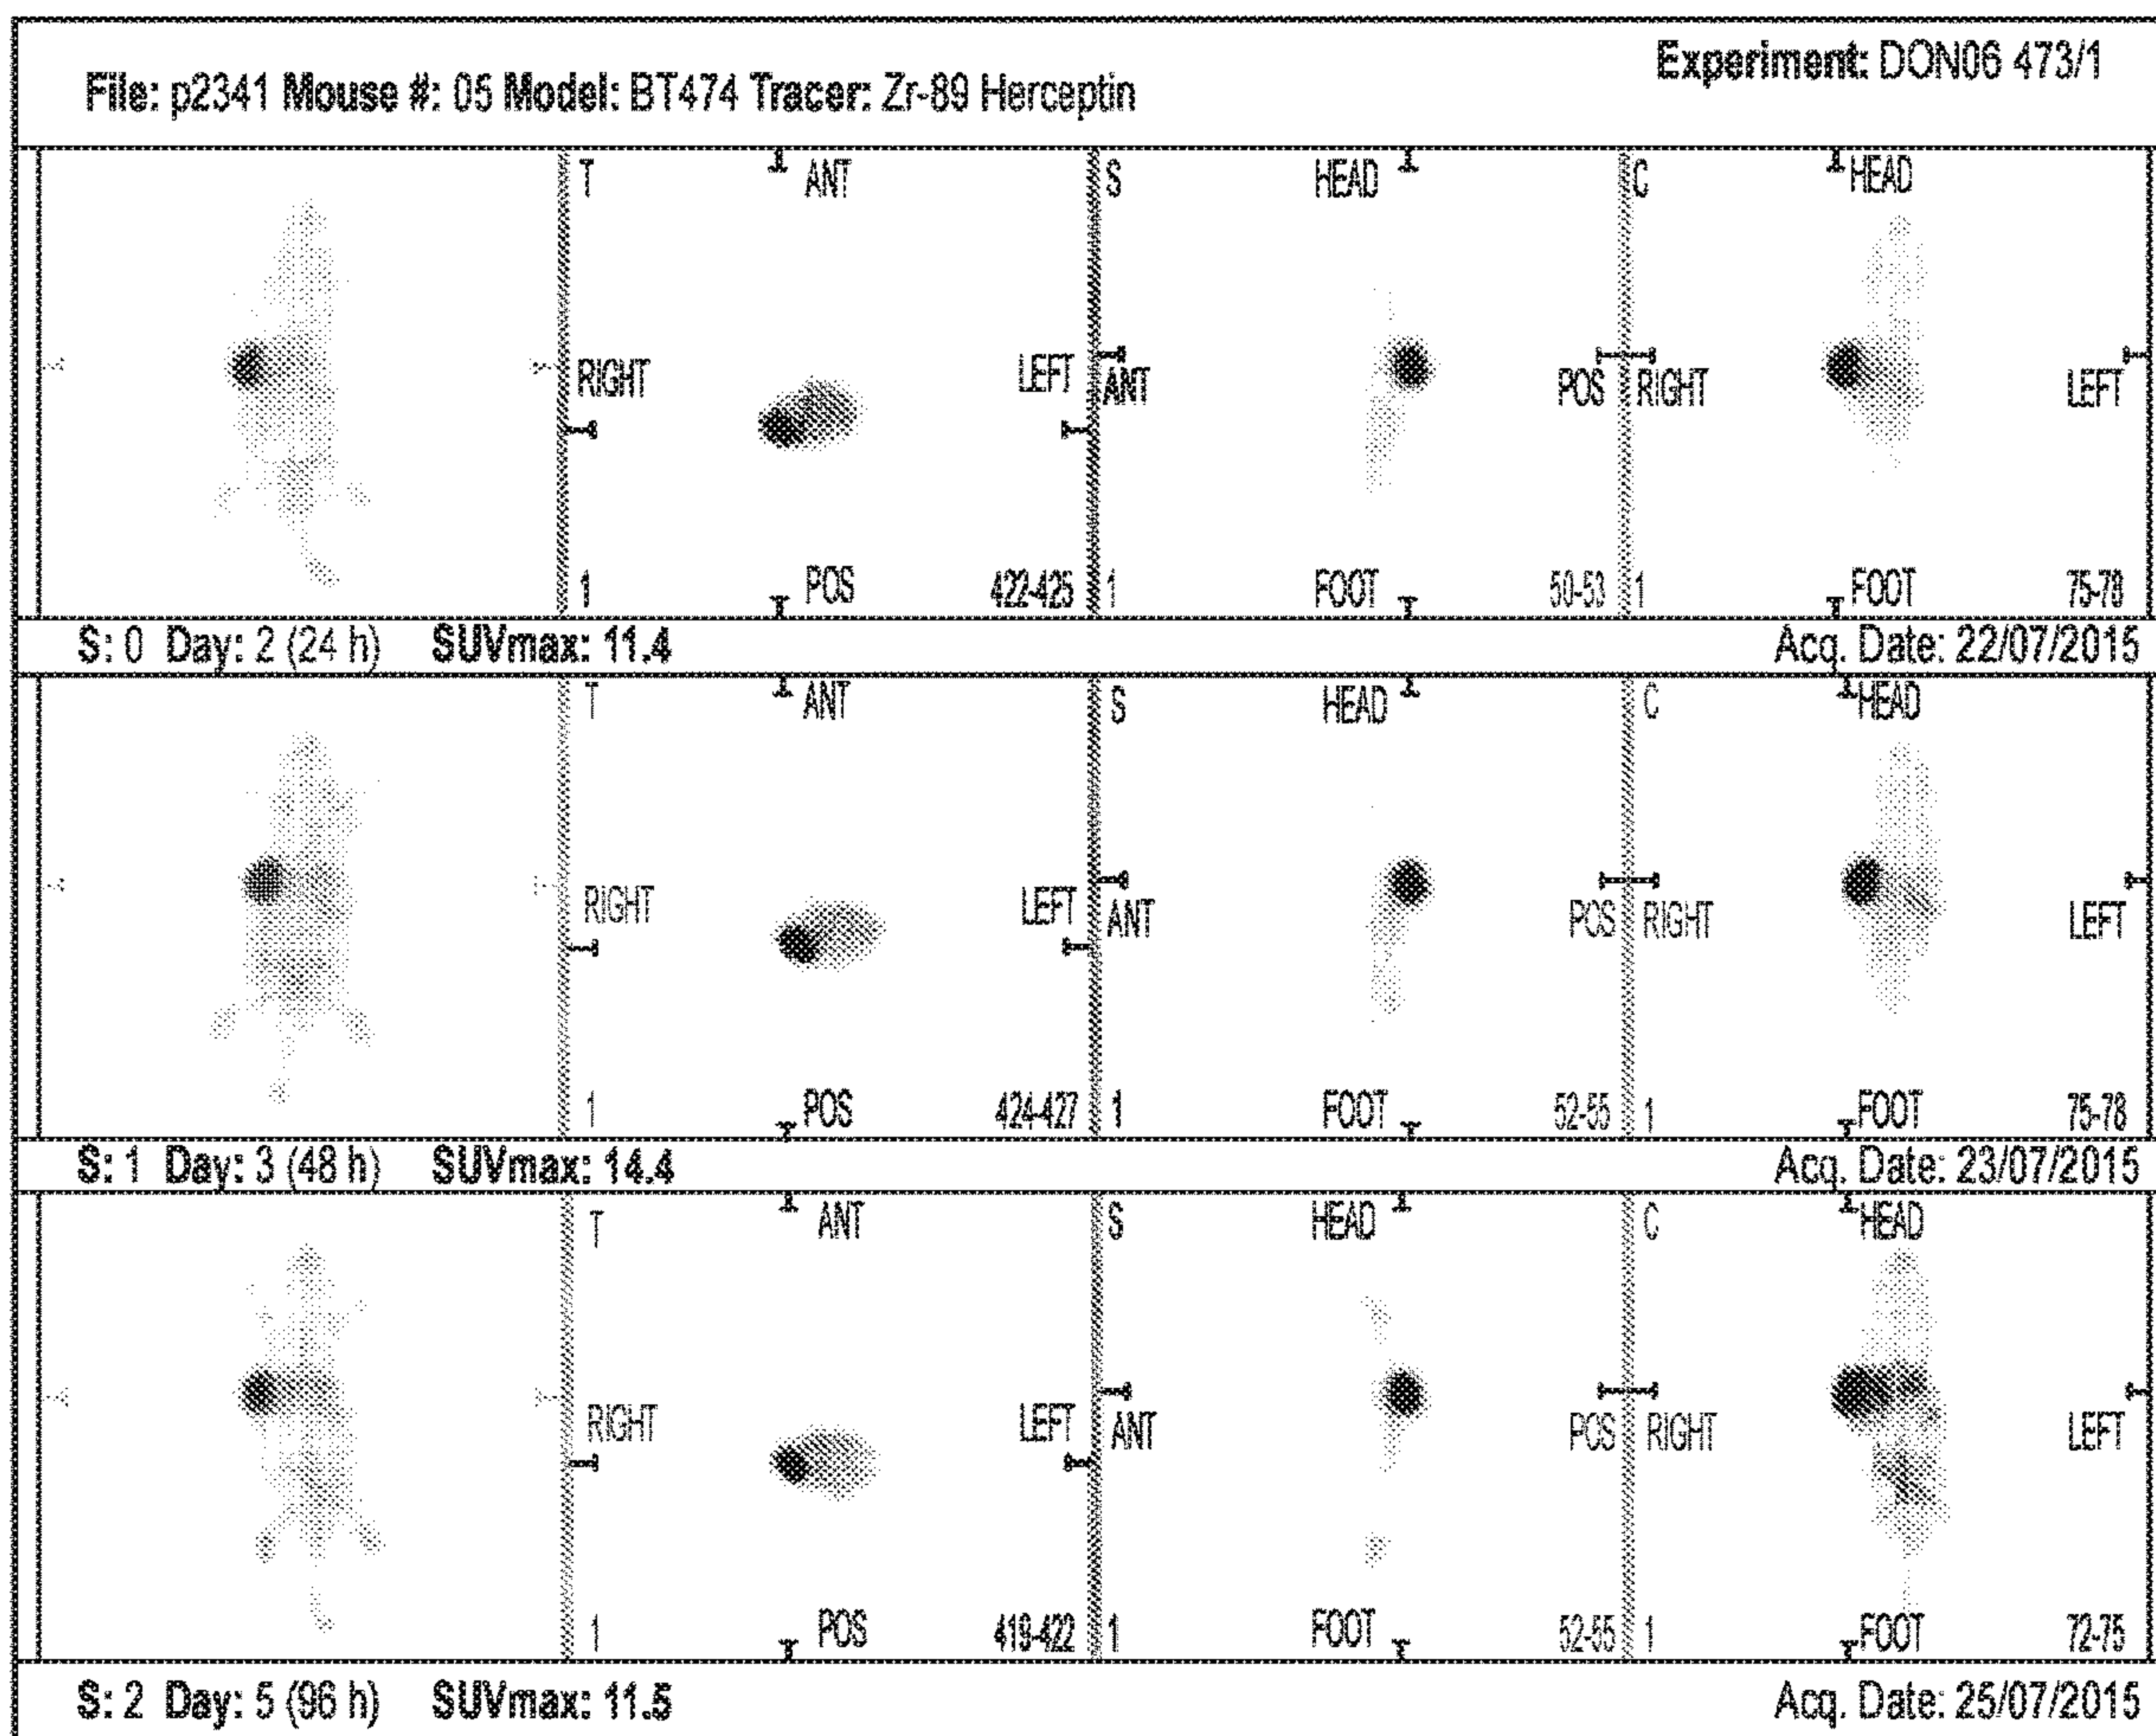 Experiment: DON06 473/1
File: p2341 Mouse #: 05 Model: BT474 Tracer: Zr-89 Herceptin
T ANT S HEAD C HEAD
RIGHT LEFT ANT POS RIGHT LEFT
1 POS 422-425 1 FOOT 50-53 1 FOOT 75-78
S: 0 Day: 2 (24 h) SUVmax: 11.4 Acq. Date: 22/07/2015
T ANT S HEAD C HEAD
RIGHT LEFT ANT POS RIGHT LEFT
1 POS 424-427 1 FOOT 52-55 1 FOOT 75-78
S: 1 Day: 3 (48 h) SUVmax: 14.4 Acq. Date: 23/07/2015
T ANT S HEAD C HEAD
RIGHT LEFT ANT POS RIGHT LEFT
1 POS 419-422 1 FOOT 52-55 1 FOOT 72-75
S: 2 Day: 5 (96 h) SUVmax: 11.5 Acq. Date: 25/07/2015